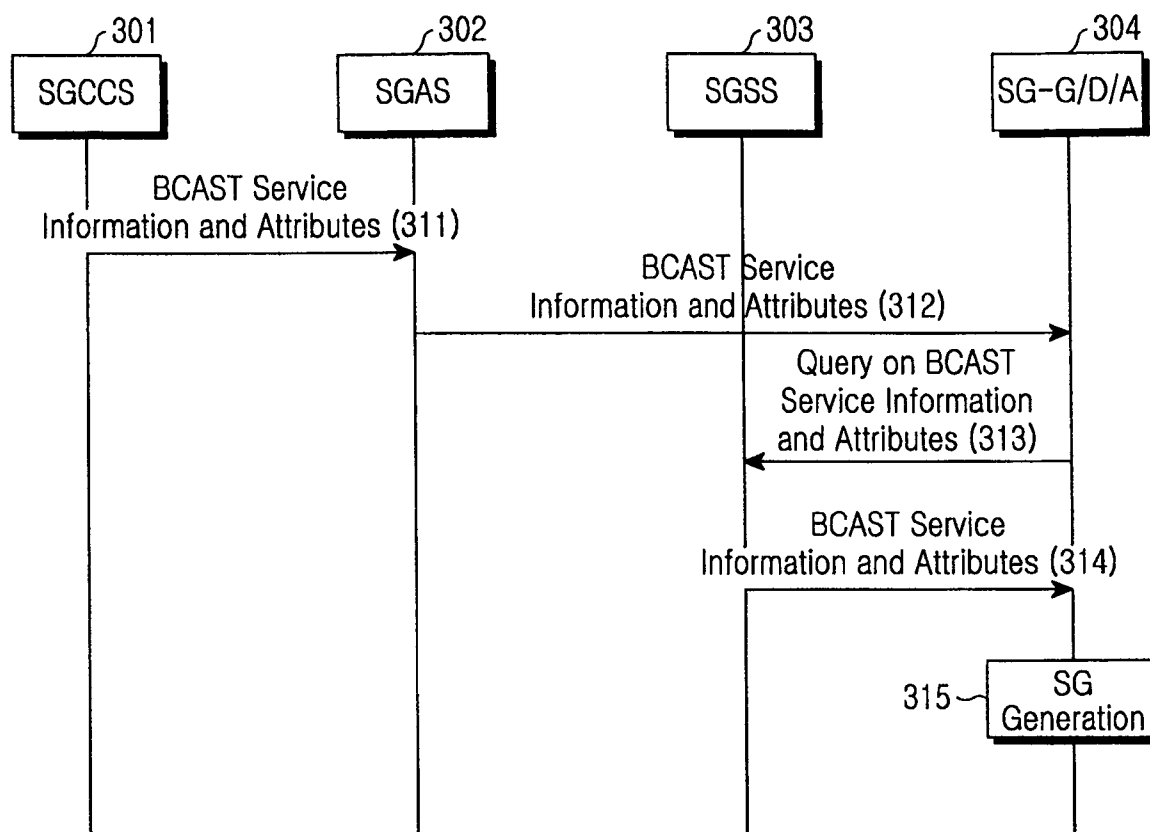 301
302
303
304
SGCCS
SGAS
SGSS
SG-G/D/A
BCAST Service
Information and Attributes (311)
BCAST Service
Information and Attributes (312)
Query on BCAST
Service Information
and Attributes (313)
BCAST Service
Information and Attributes (314)
315
SG
Generation